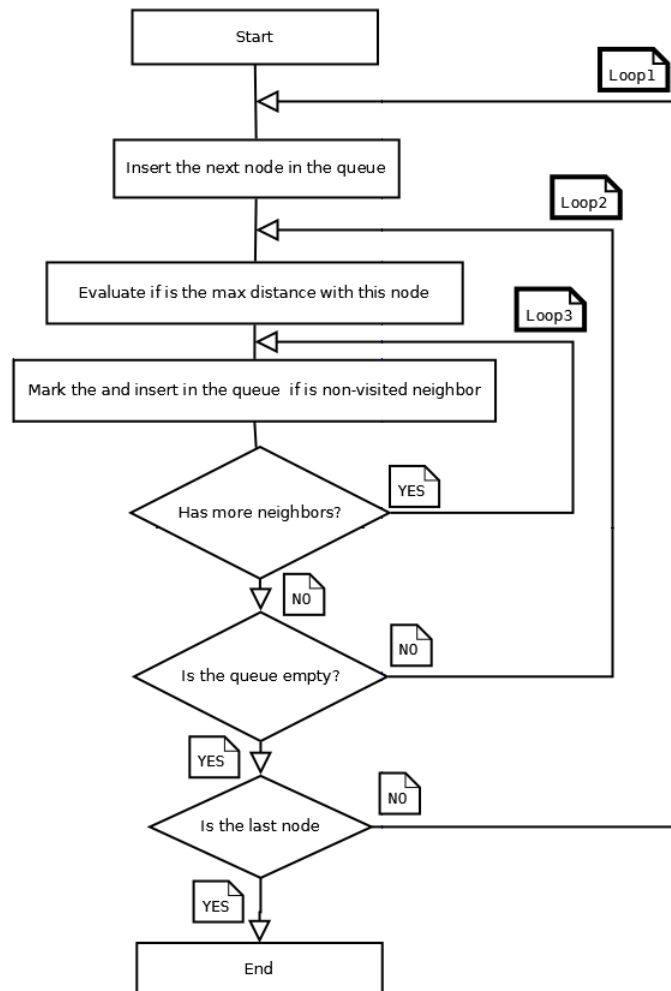 Start
Loop1
Insert the next node in the queue
Loop2
Evaluate if is the max distance with this node
Loop3
Mark the and insert in the queue  if is non-visited neighbor
YES
Has more neighbors?
NO
NO
Is the queue empty?
YES
NO
Is the last node
YES
End